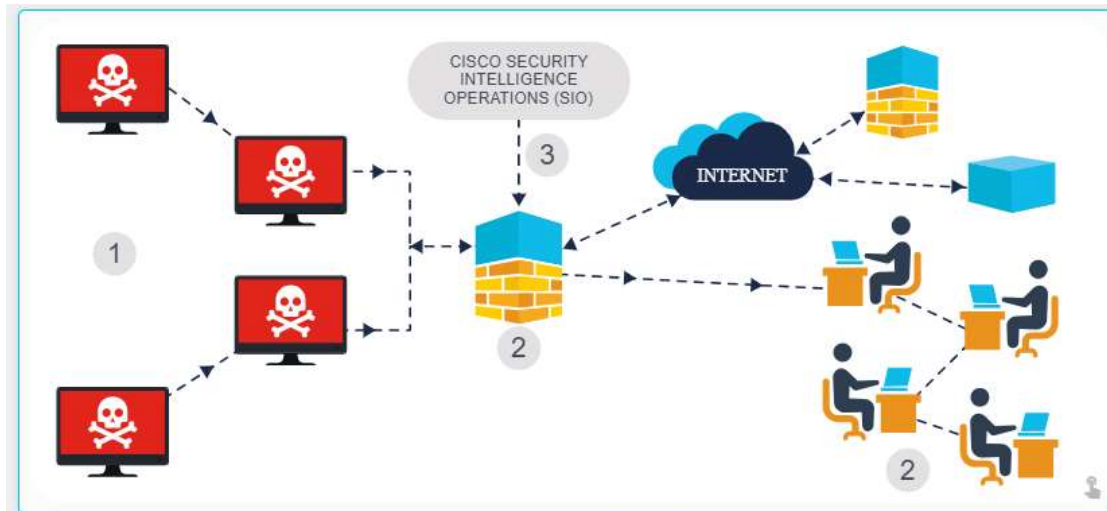 CISCO SECURITY
INTELLIGENCE
OPERATIONS (SIO)
3
INTERNET
1
2
2